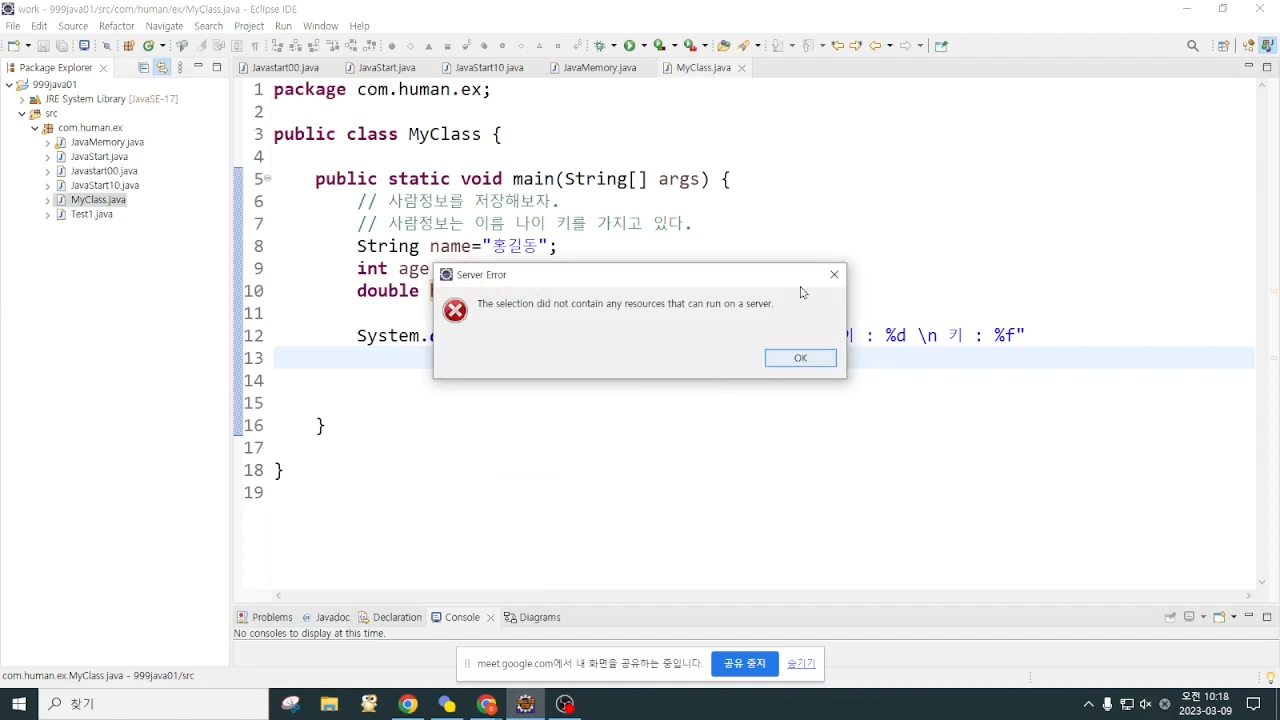 work - 999java01/src/com/human/ex/MyClass.java - Eclipse IDE
File Edit Source Refactor Navigate Search Project Run Window Help
Package Explorer
Javastart00.java JavaStart.java JavaStart10.java JavaMemory.java MyClass.java
999java01
JRE System Library [JavaSE-17]
src
com.human.ex
JavaMemory.java
JavaStart.java
Javastart00.java
JavaStart10.java
MyClass.java
Test1.java
1 package com.human.ex;
2
3 public class MyClass {
4
5 public static void main(String[] args) {
6 // 사람정보를 저장해보자.
7 // 사람정보는 이름 나이 키를 가지고 있다.
8 String name="홍길동";
9 int age
10 double
11
12 System. : %d \n 키 : %f"
13
14
15
16 }
17
18 }
19
Server Error
The selection did not contain any resources that can run on a server.
OK
Problems Javadoc Declaration Console Diagrams
No consoles to display at this time.
meet.google.com에서 내 화면을 공유하는 중입니다. 공유 중지 숨기기
com.human.ex.MyClass.java - 999java01/src
찾기
오전 10:18
2023-03-09